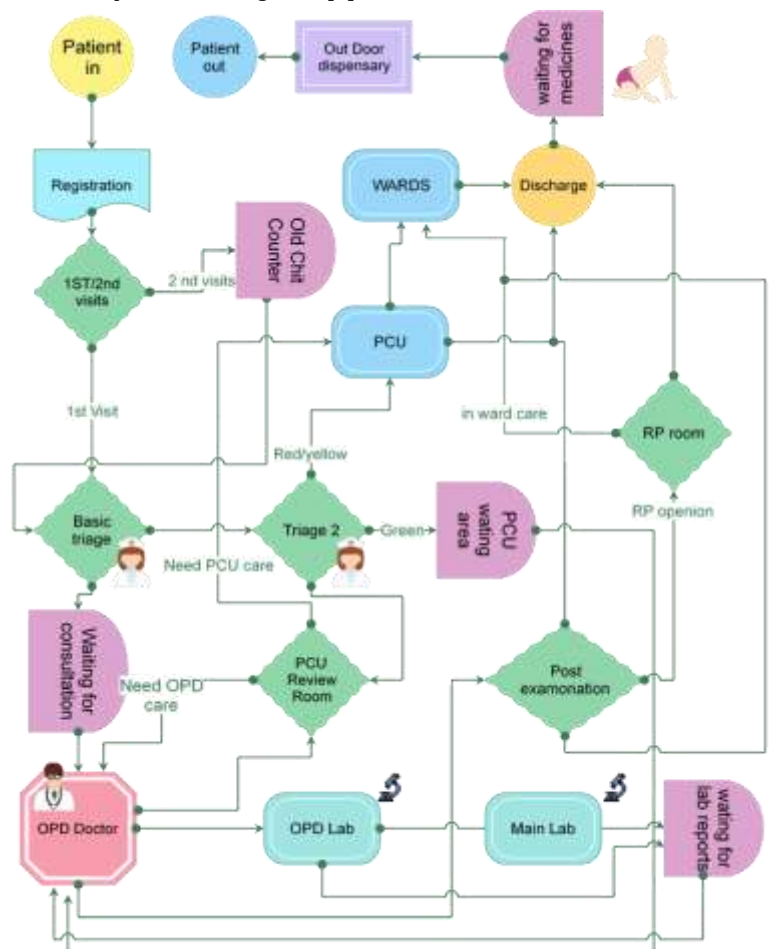 Patient
in
Patient
out
Out Door
dispensary
waiting for
medicines
Registration
WARDS
Discharge
Old Chit
Counter
1ST/2nd
visits
2 nd visits
PCU
1st Visit
in ward care
RP room
Red/yellow
Basic
triage
Triage 2
Green
PCU
wating
area
RP openion
Need PCU care
Waiting for
consultation
PCU
Review
Room
Post
examonation
Need OPD
care
OPD Doctor
OPD Lab
Main Lab
wating for
lab reports